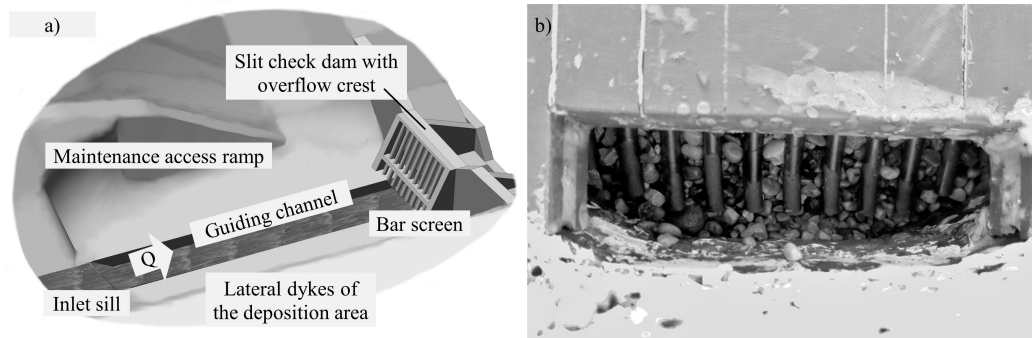 a)
Slit check dam with
overflow crest
Maintenance access ramp
Guiding channel
Bar screen
Q
Inlet sill
Lateral dykes of
the deposition area
b)